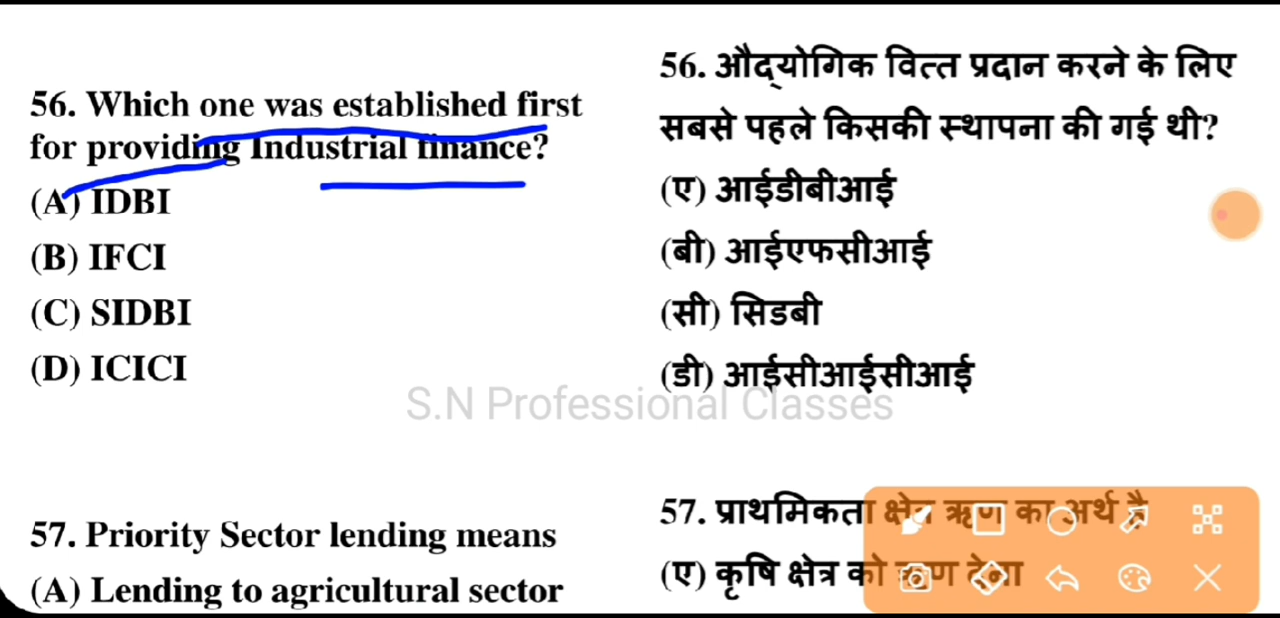 56. Which one was established first
for providing Industrial finance?
(A) IDBI
(B) IFCI
(C) SIDBI
(D) ICICI
57. Priority Sector lending means
(A) Lending to agricultural sector
56. औद्योगिक वित्त प्रदान करने के लिए
सबसे पहले किसकी स्थापना की गई थी?
(ए) आईडीबीआई
(बी) आईएफसीआई
(सी) सिडबी
(डी) आईसीआईसीआई
57. प्राथमिकता क्षेत्र ऋण का अर्थ है
(ए) कृषि क्षेत्र को ऋण देना
S.N Professional Classes